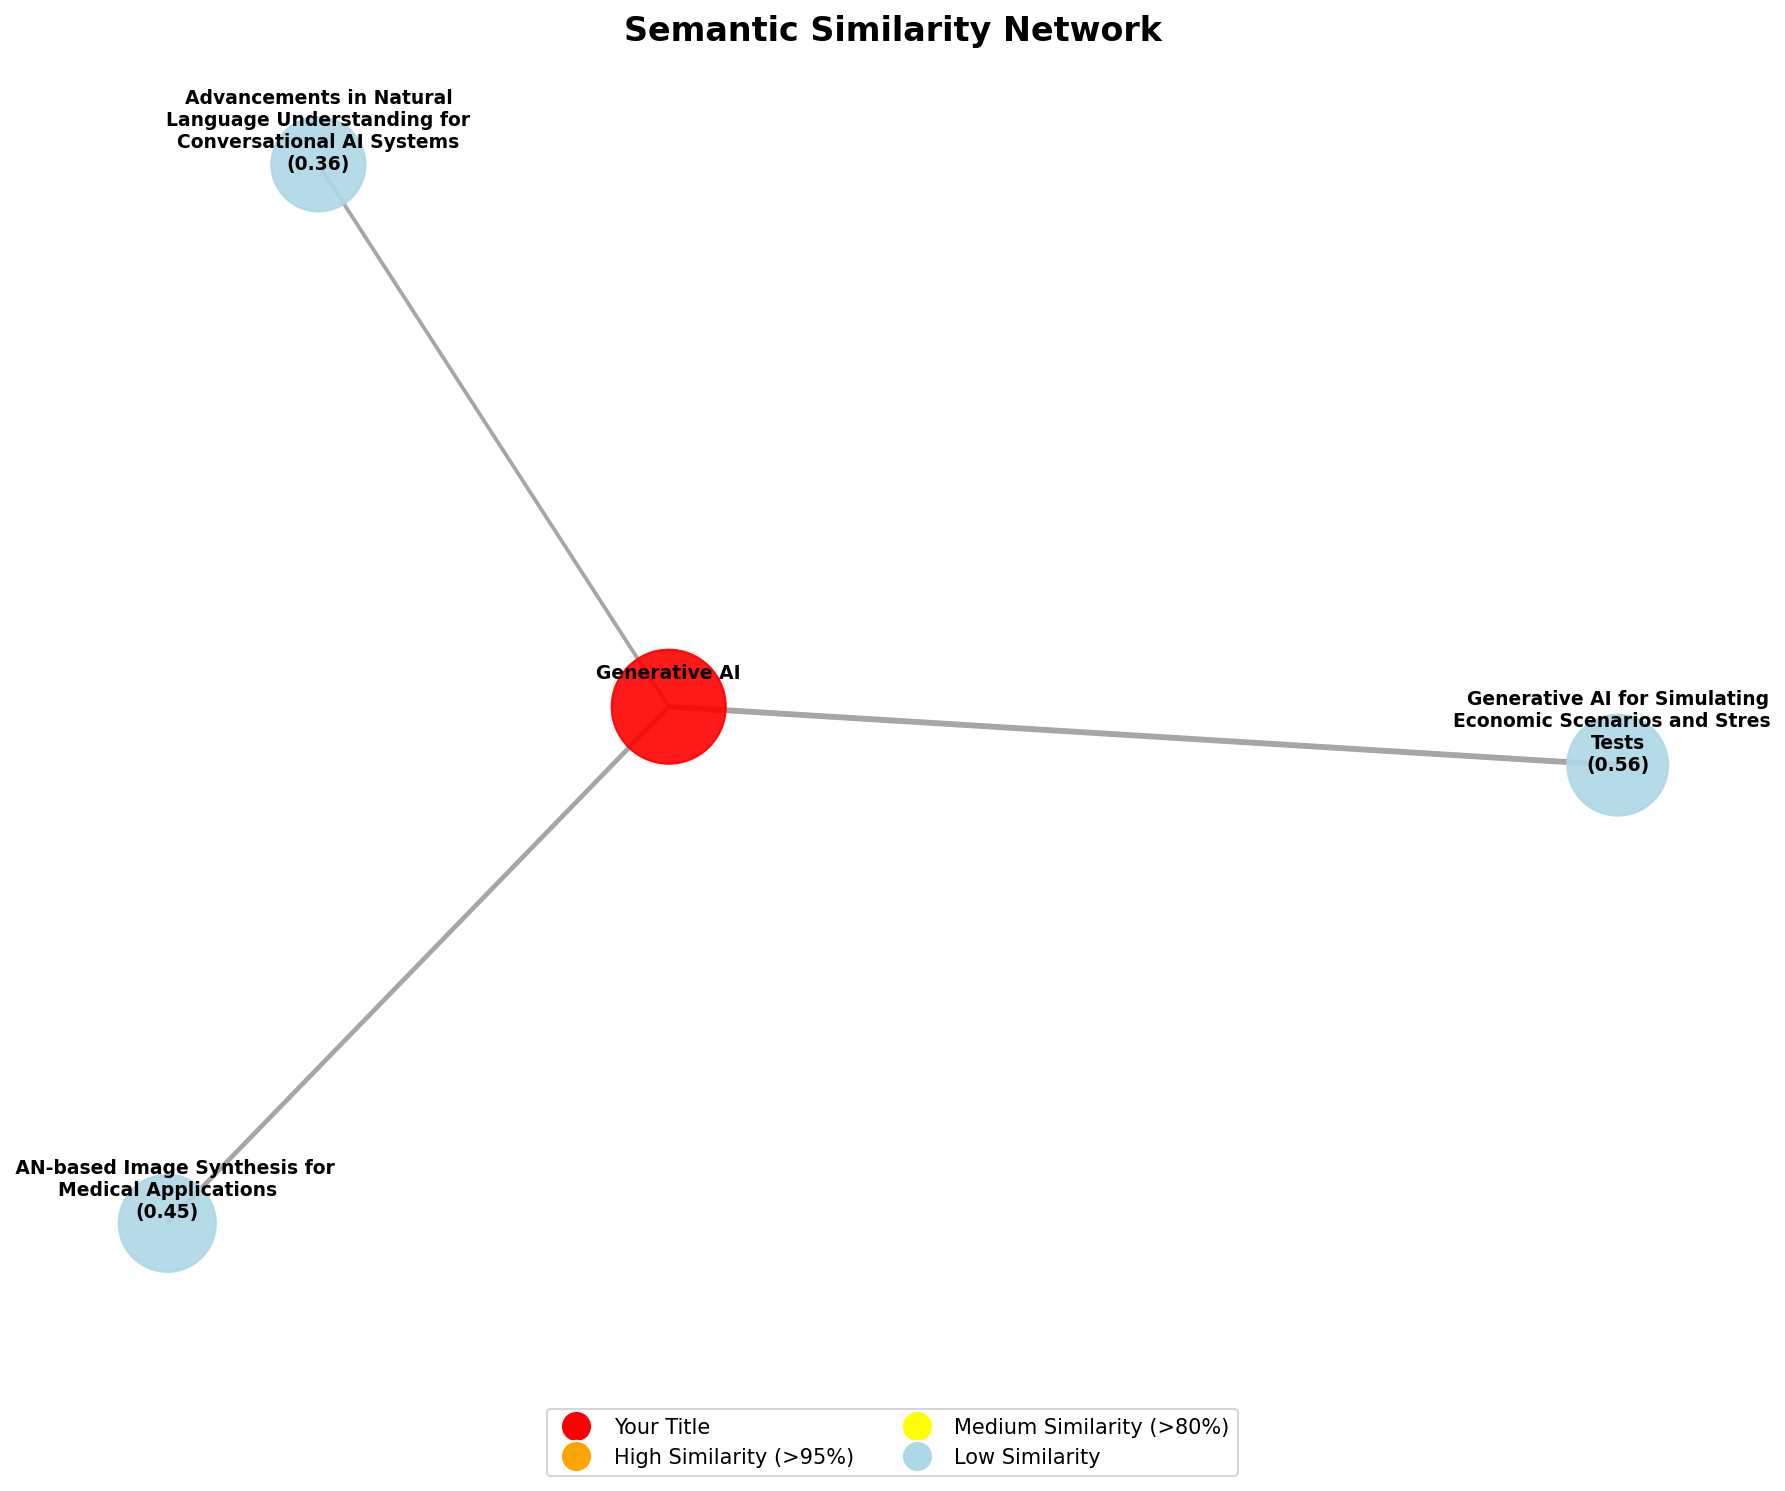 Semantic Similarity Network
Advancements in Natural
Language Understanding for
Conversational AI Systems
(0.36)
Generative AI
Generative AI for Simulating
Economic Scenarios and Stres
Tests
(0.56)
AN-based Image Synthesis for
Medical Applications
(0.45)
Your Title
High Similarity (>95%)
Medium Similarity (>80%)
Low Similarity